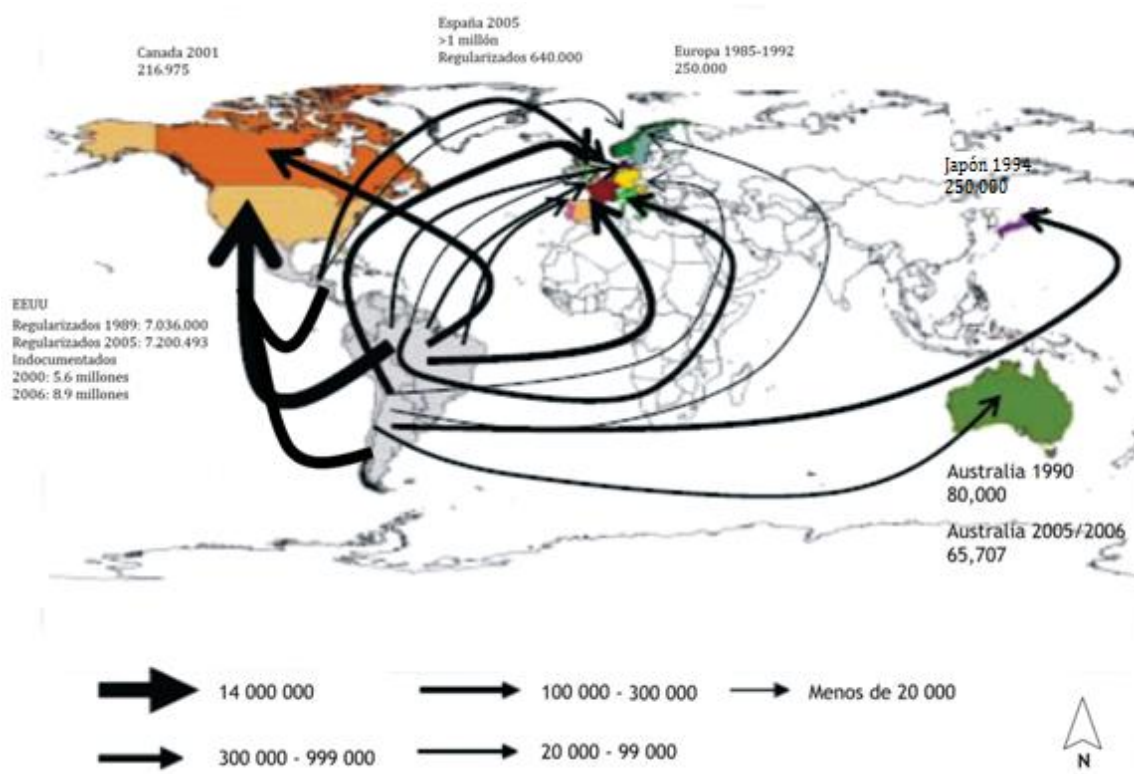 España 2005
>1 millón
Regularizados 640.000
Canada 2001
216.975
Europa 1985-1992
250.000
Japón 1994
250,000
EEUU
Regularizados 1989: 7.036.000
Regularizados 2005: 7.200.493
Indocumentados
2000: 5.6 millones
2006: 8.9 millones
Australia 1990
80,000
Australia 2005/2006
65,707
14 000 000
100 000 - 300 000
Menos de 20 000
300 000 - 999 000
20 000 - 99 000
N